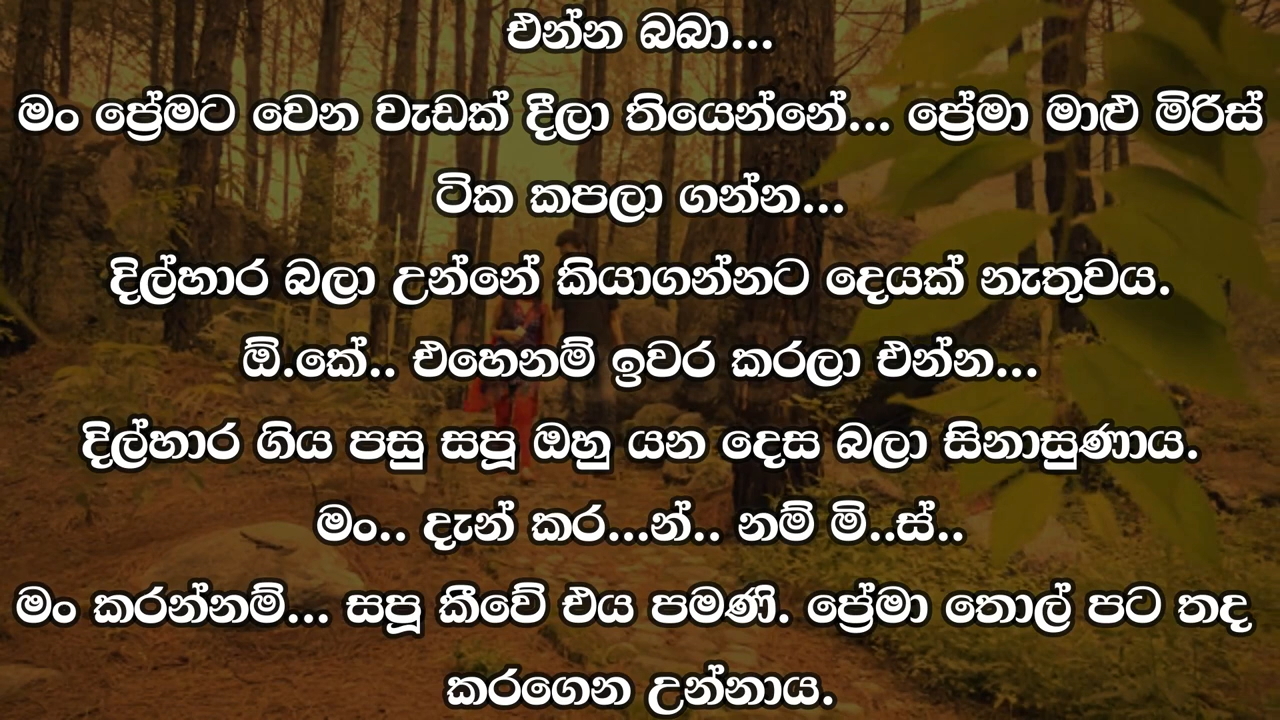 එන්න බබා...
මං ප්‍රේමට වෙන වැඩක් දීලා තියෙන්නේ... ප්‍රේමා මාළු මිරිස්
ටික කපලා ගන්න...
දිල්හාර බලා උන්නේ කියාගන්නට දෙයක් නැතුවය.
ඕ.කේ.. එහෙනම් ඉවර කරලා එන්න...
දිල්හාර ගිය පසු සපූ ඔහු යන දෙස බලා සිනාසුණාය.
මං.. දැන් කර...න්.. නම් මි..ස්..
මං කරන්නම්... සපූ කීවේ එය පමණි. ප්‍රේමා තොල් පට තද
කරගෙන උන්නාය.